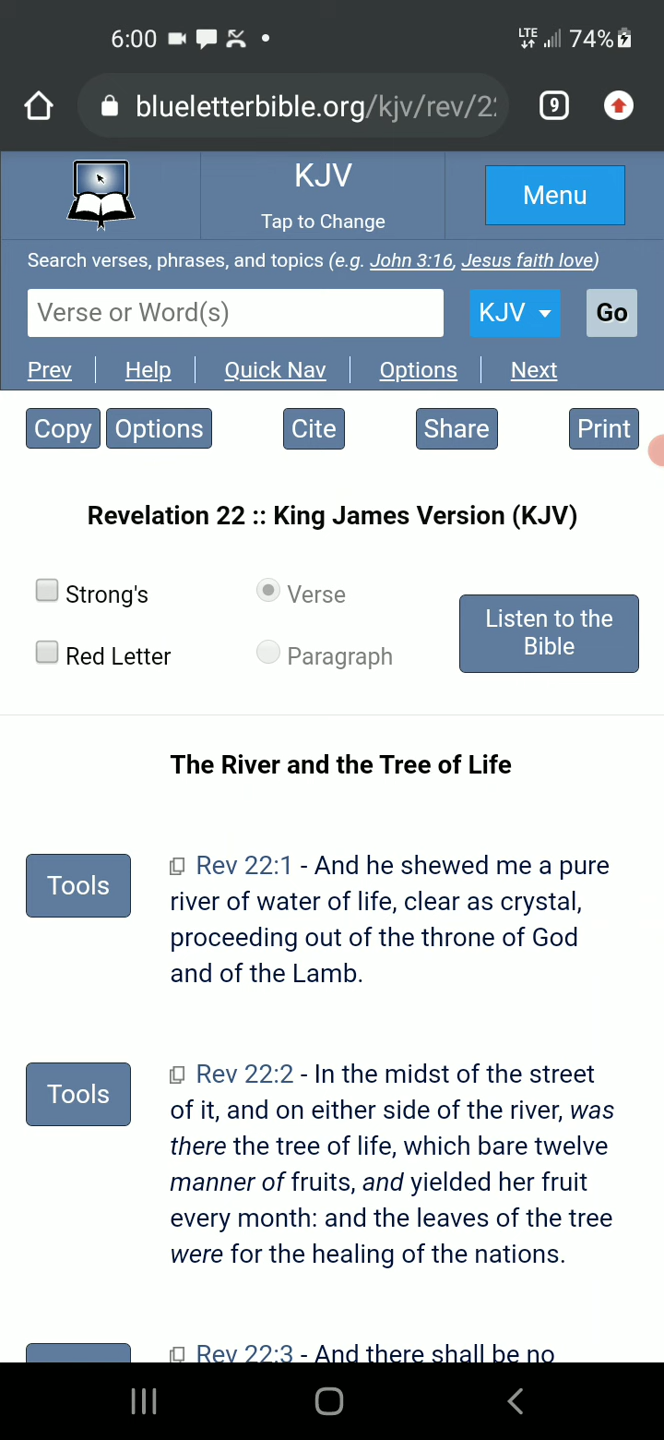 6:00 LTE 74%
blueletterbible.org/kjv/rev/22 9
KJV
Tap to Change
Menu
Search verses, phrases, and topics (e.g. John 3:16, Jesus faith love)
Verse or Word(s) KJV Go
Prev Help Quick Nav Options Next
Copy Options Cite Share Print
Revelation 22 :: King James Version (KJV)
Strong's Verse
Listen to the
Bible
Red Letter Paragraph
The River and the Tree of Life
Tools
Rev 22:1 - And he shewed me a pure
river of water of life, clear as crystal,
proceeding out of the throne of God
and of the Lamb.
Tools
Rev 22:2 - In the midst of the street
of it, and on either side of the river, was
there the tree of life, which bare twelve
manner of fruits, and yielded her fruit
every month: and the leaves of the tree
were for the healing of the nations.
Rev 22:3 - And there shall be no